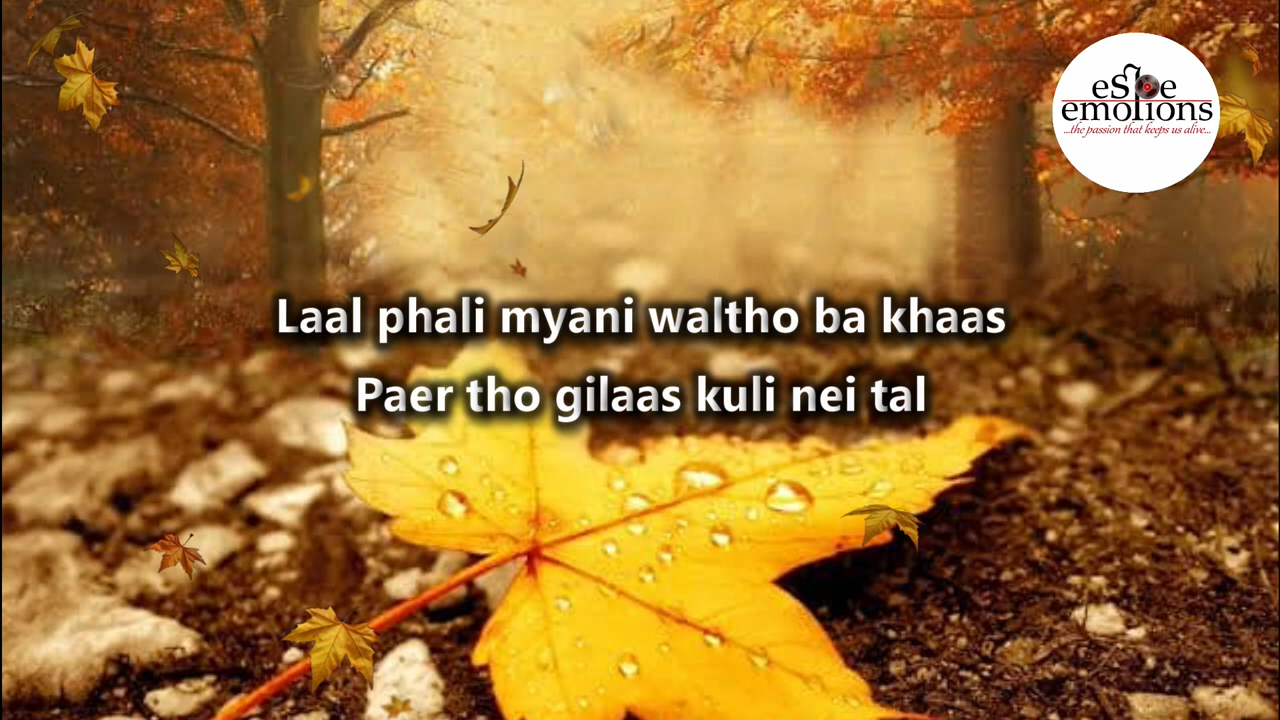 eSbe
emotions
...the passion that keeps us alive...
Laal phali myani waltho ba khaas
Paer tho gilaas kuli nei tal